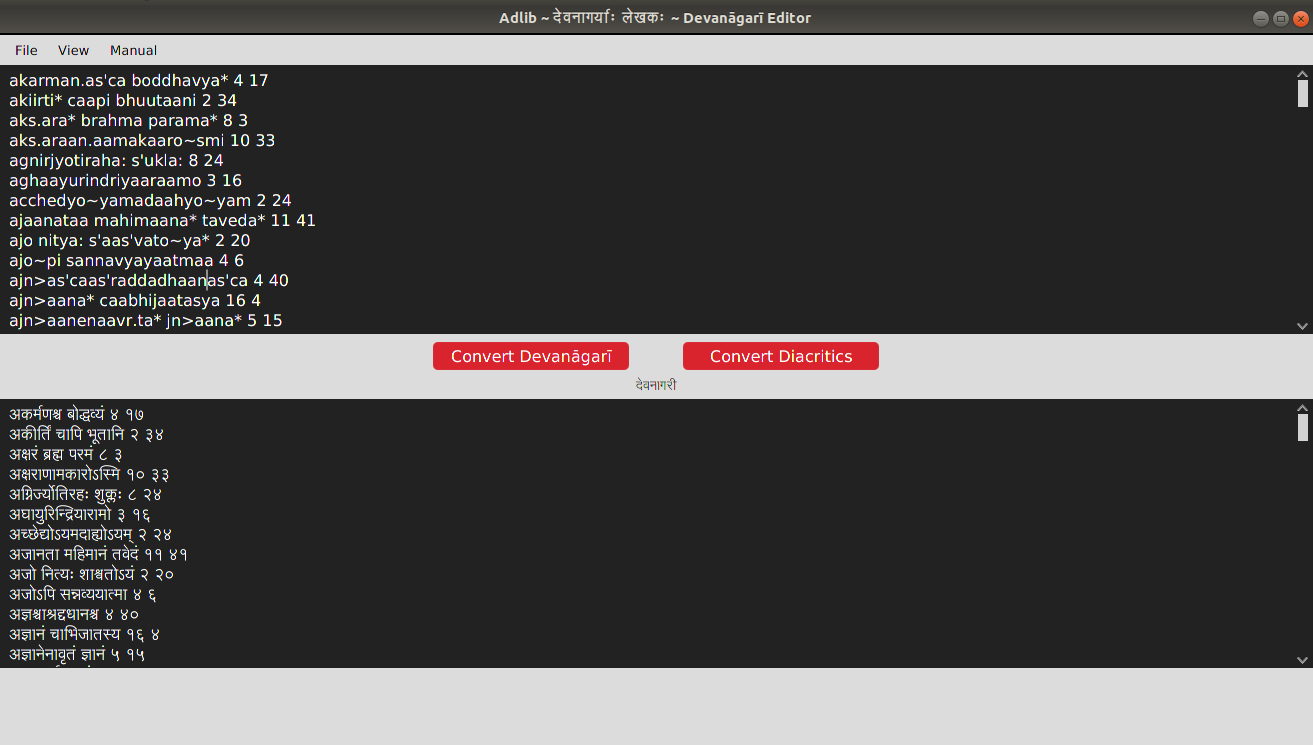 Adlib ~ देवनागर्याः लेखकः ~ Devanāgarī Editor
File View Manual
akarman.as'ca boddhavya* 4 17
akiirti* caapi bhuutaani 2 34
aks.ara* brahma parama* 8 3
aks.araan.aamakaaro~smi 10 33
agnirjyotiraha: s'ukla: 8 24
aghaayurindriyaaraamo 3 16
acchedyo~yamadaahyo~yam 2 24
ajaanataa mahimaana* taveda* 11 41
ajo nitya: s'aas'vato~ya* 2 20
ajo~pi sannavyayaatmaa 4 6
ajn>as'caas'raddadhaanas'ca 4 40
ajn>aana* caabhijaatasya 16 4
ajn>aanenaavr.ta* jn>aana* 5 15
Convert Devanāgarī Convert Diacritics
देवनागरी
अकर्मणश्च बोद्धव्यं ४ १७
अकीर्तिं चापि भूतानि २ ३४
अक्षरं ब्रह्म परमं ८ ३
अक्षराणामकारोऽस्मि १० ३३
अग्निर्ज्योतिरहः शुक्लः ८ २४
अघायुरिन्द्रियारामो ३ १६
अच्छेद्योऽयमदाह्योऽयम् २ २४
अजानता महिमानं तवेदं ११ ४१
अजो नित्यः शाश्वतोऽयं २ २०
अजोऽपि सन्नव्ययात्मा ४ ६
अज्ञश्चाश्रद्दधानश्च ४ ४०
अज्ञानं चाभिजातस्य १६ ४
अज्ञानेनावृतं ज्ञानं ५ १५